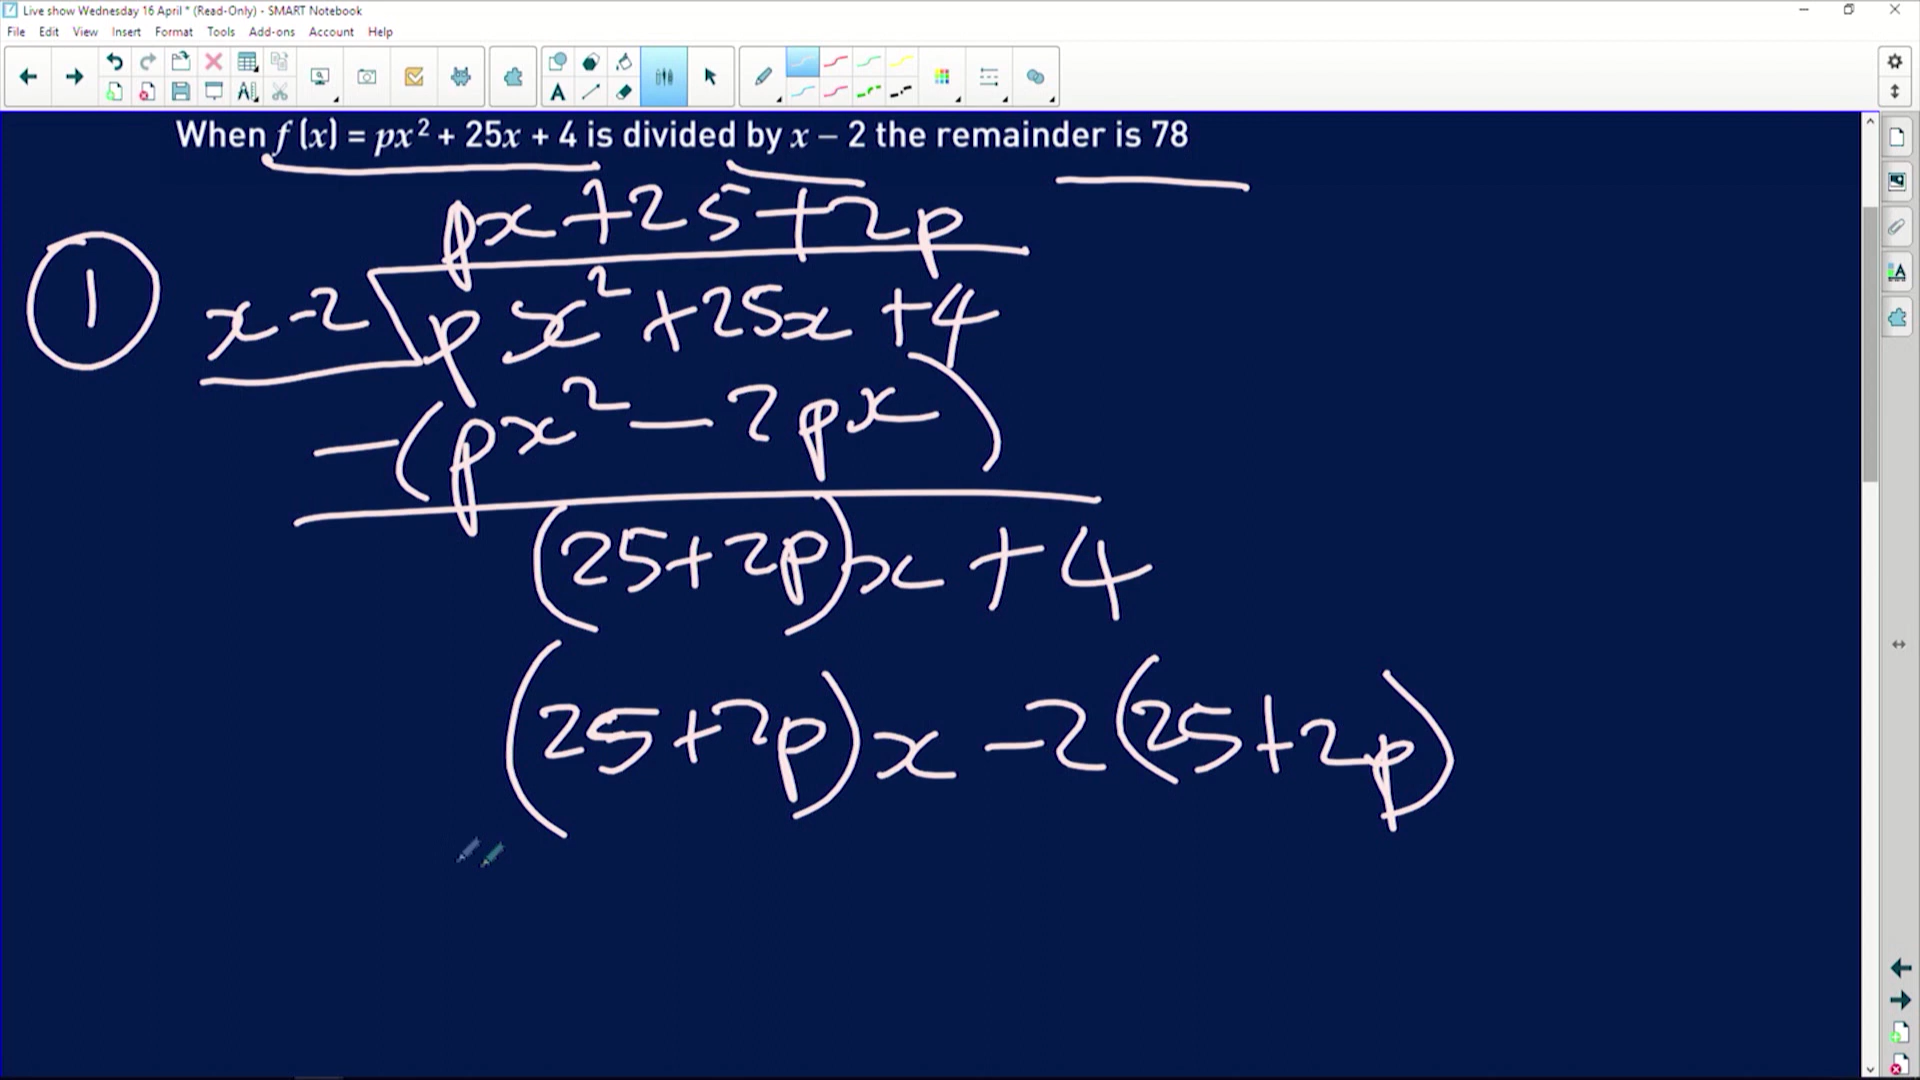 Live show Wednesday 16 April * (Read-Only) - SMART Notebook
File Edit View Insert Format Tools Add-ons Account Help
When f (x) = px² + 25x + 4 is divided by x − 2 the remainder is 78
px + 25 + 2p
1
x - 2 px² + 25x + 4
- (px² - 2px)
(25 + 2p)x + 4
(25 + 2p)x - 2(25 + 2p)